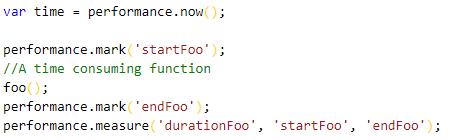 var time = performance.now();
performance.mark('startFoo');
//A time consuming function
foo();
performance.mark('endFoo');
performance.measure('durationFoo', 'startFoo', 'endFoo');